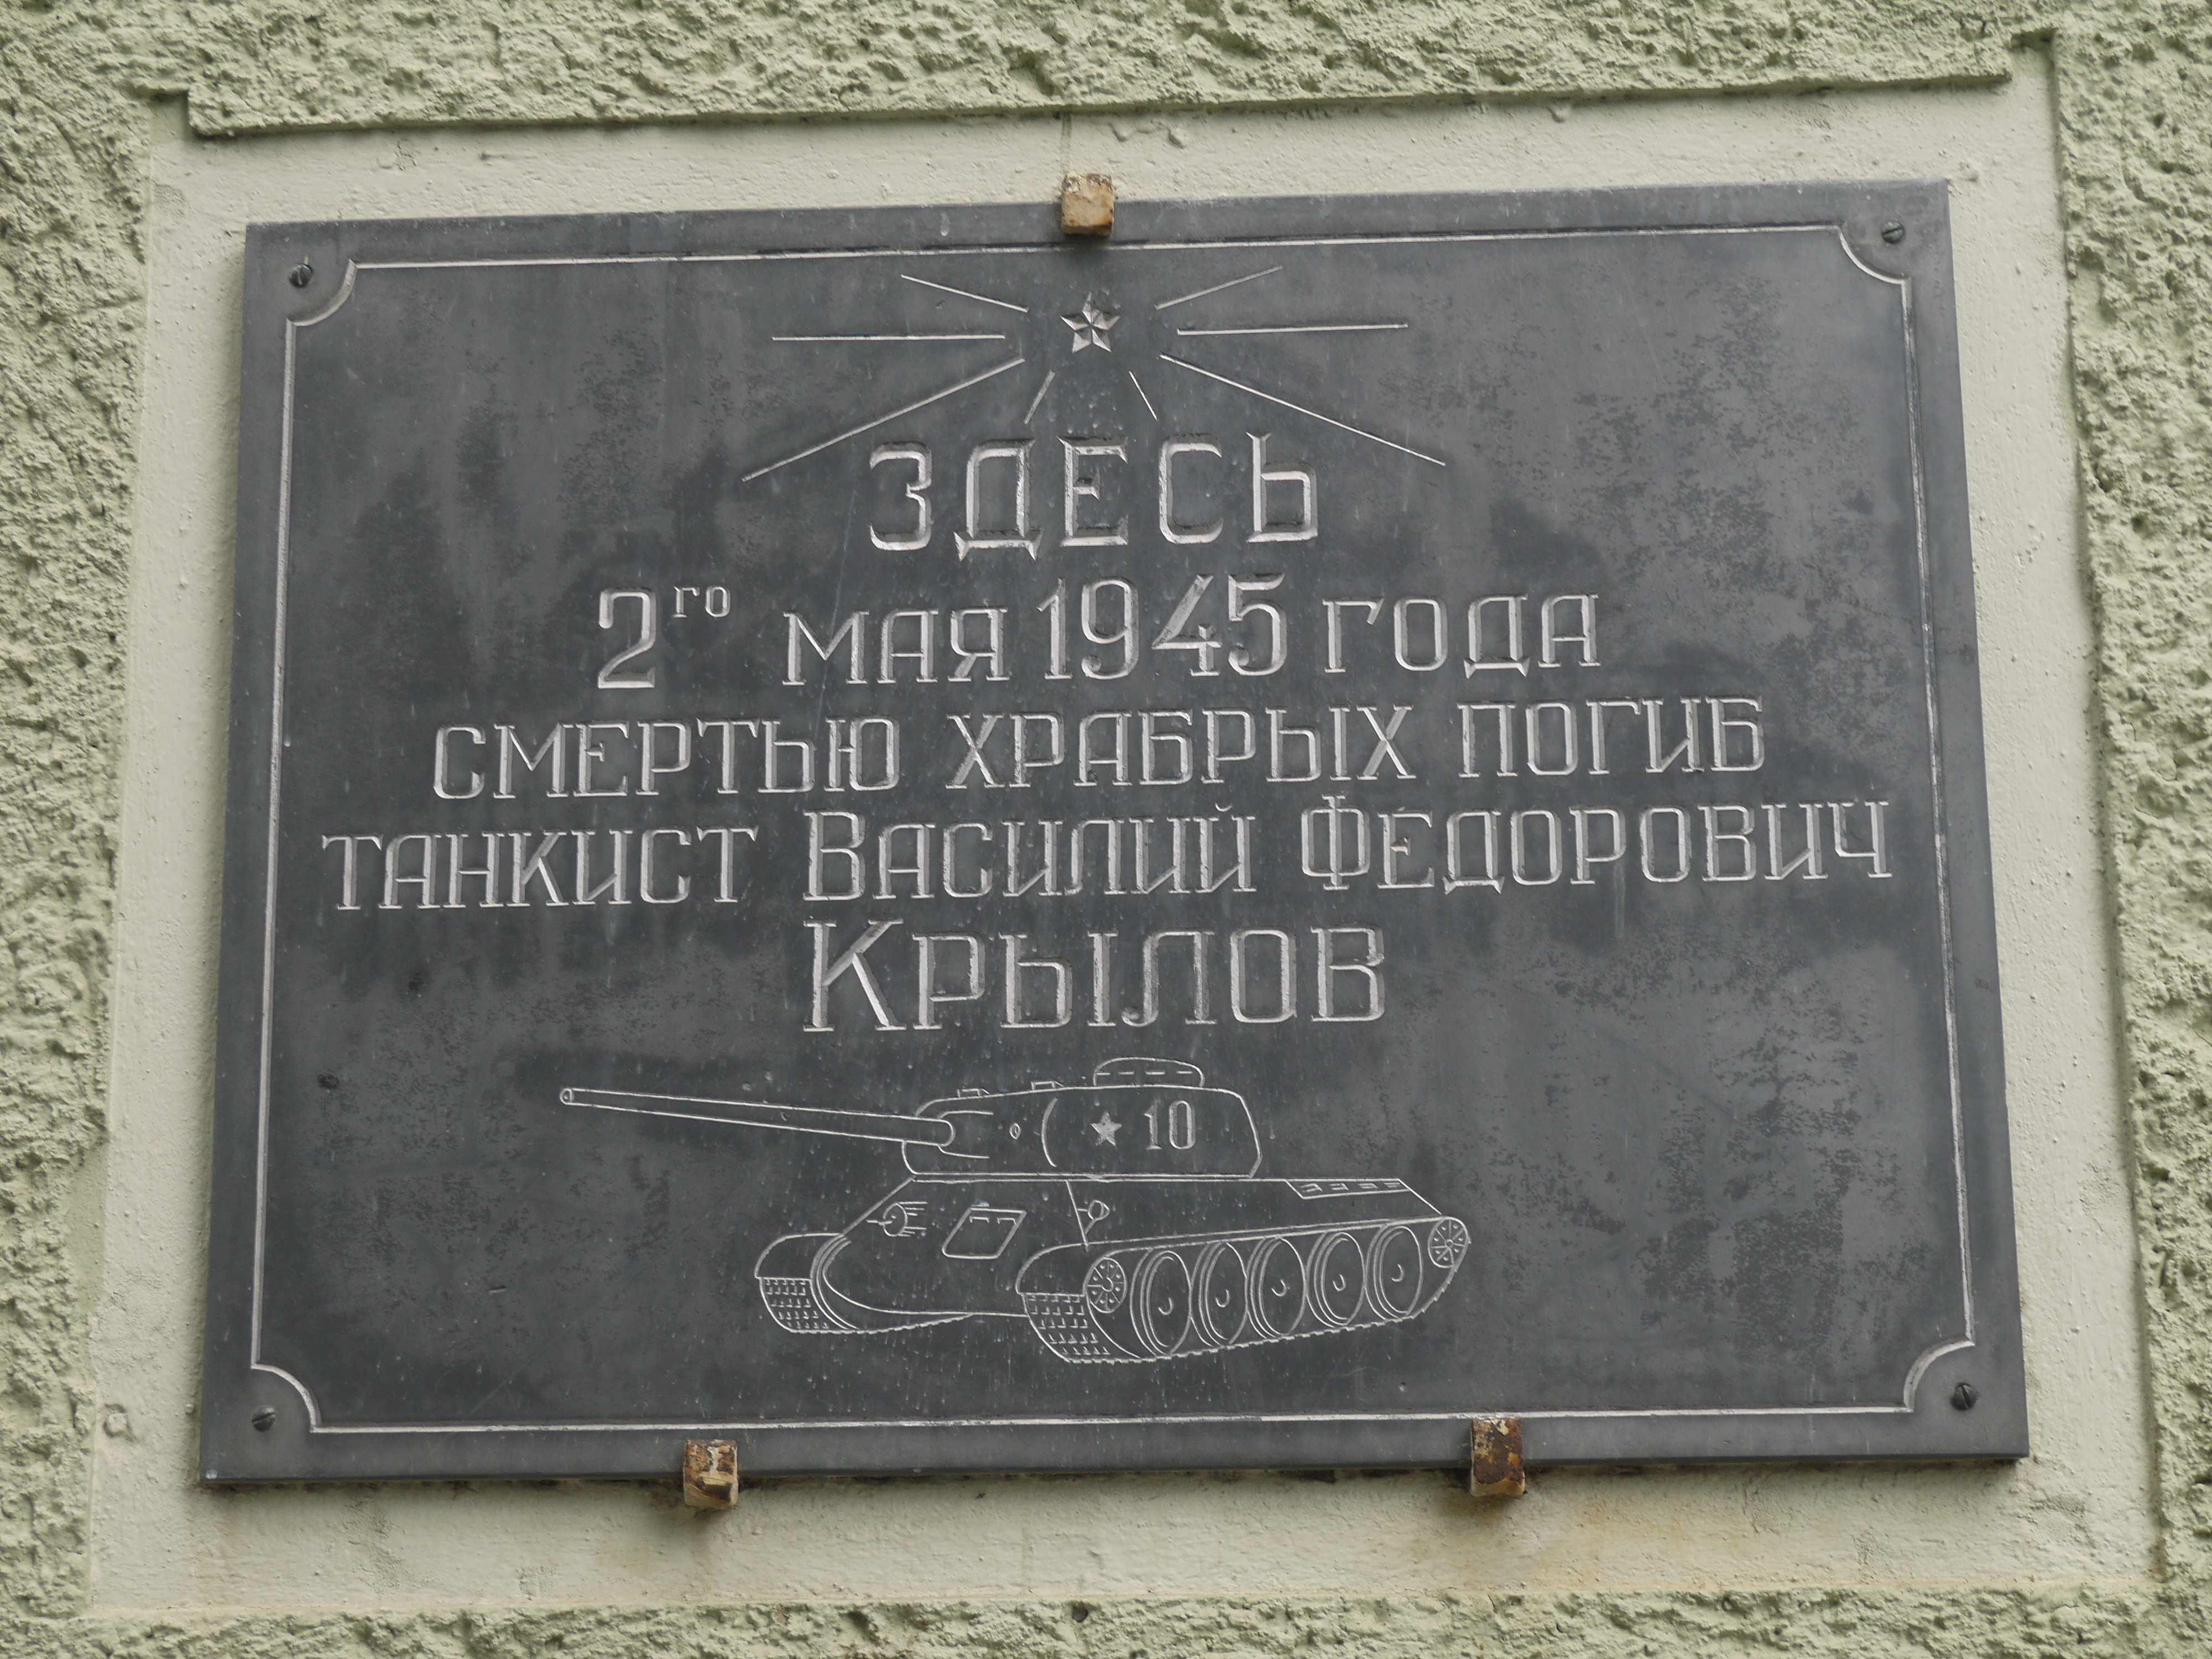 ЗДЕСЬ
2го МАЯ 1945 ГОДА
СМЕРТЬЮ ХРАБРЫХ ПОГИБ
ТАНКИСТ ВАСИЛИЙ ФЕДОРОВИЧ
КРЫЛОВ
10